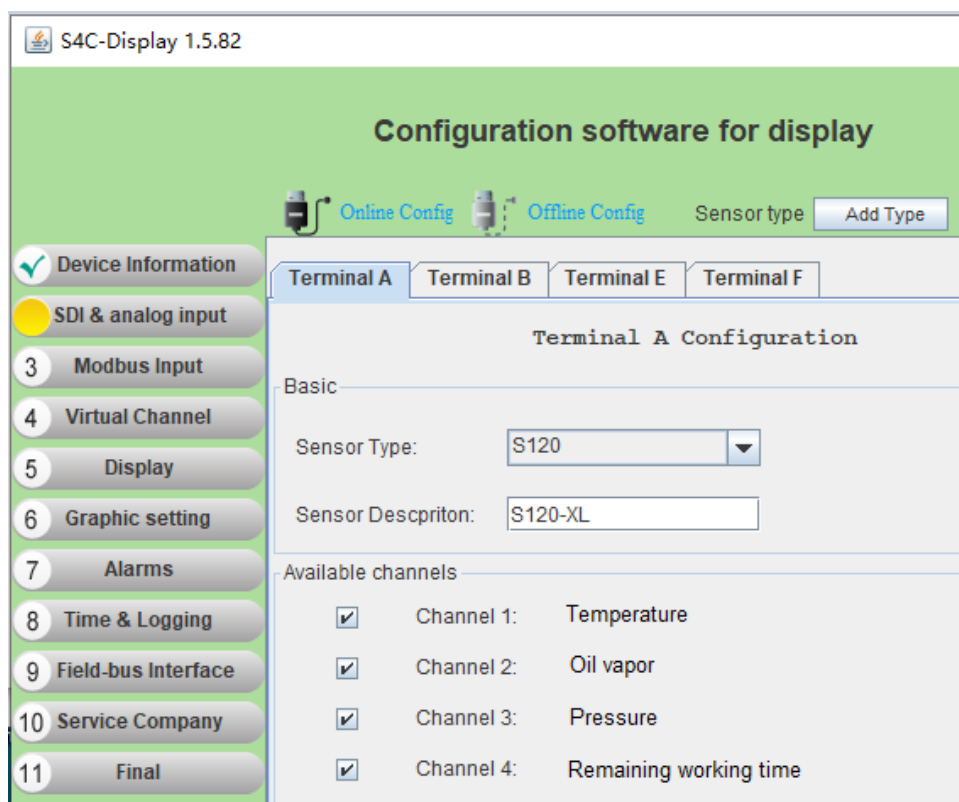 S4C-Display 1.5.82
Configuration software for display
Online Config Offline Config Sensor type Add Type
Device Information
SDI & analog input
3 Modbus Input
4 Virtual Channel
5 Display
6 Graphic setting
7 Alarms
8 Time & Logging
9 Field-bus Interface
10 Service Company
11 Final
Terminal A Terminal B Terminal E Terminal F
Terminal A Configuration
Basic
Sensor Type: S120
Sensor Descpriton: S120-XL
Available channels
Channel 1: Temperature
Channel 2: Oil vapor
Channel 3: Pressure
Channel 4: Remaining working time